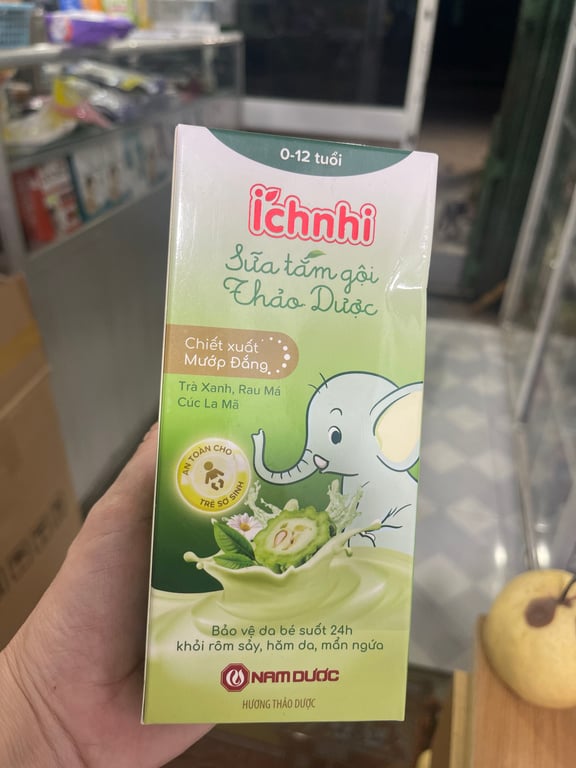 0-12 tuổi
ichnhi
Sữa tắm gội
Thảo Dược
Chiết xuất
Mướp Đắng
Trà Xanh, Rau Má
Cúc La Mã
AN TOÀN CHO
TRẺ SƠ SINH
Bảo vệ da bé suốt 24h
khỏi rôm sảy, hăm da, mẩn ngứa
NAM DƯỢC
HƯƠNG THẢO DƯỢC